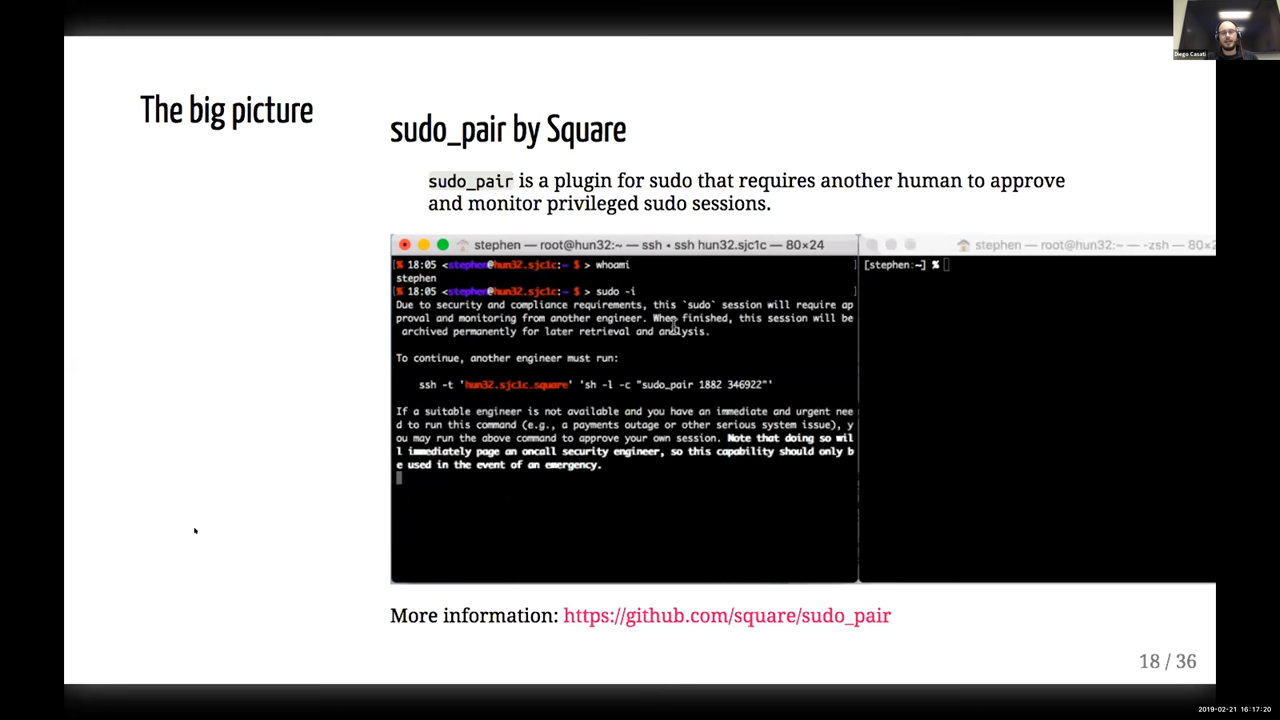 Diego Casati
The big picture
sudo_pair by Square
sudo_pair is a plugin for sudo that requires another human to approve
and monitor privileged sudo sessions.
stephen — root@hun32:~ — ssh ◂ ssh hun32.sjc1c — 80×24
[% 18:05 <stephen@hun32.sjc1c:~ $ > whoami ]
stephen
[% 18:05 <stephen@hun32.sjc1c:~ $ > sudo -i ]
Due to security and compliance requirements, this `sudo` session will require ap
proval and monitoring from another engineer. When finished, this session will be
archived permanently for later retrieval and analysis.
To continue, another engineer must run:
ssh -t 'hun32.sjc1c.square' 'sh -l -c "sudo_pair 1882 346922"'
If a suitable engineer is not available and you have an immediate and urgent nee
d to run this command (e.g., a payments outage or other serious system issue), y
ou may run the above command to approve your own session. Note that doing so wil
l immediately page an oncall security engineer, so this capability should only b
e used in the event of an emergency.
stephen — root@hun32:~ — -zsh — 80×2
[stephen:~] %
More information: https://github.com/square/sudo_pair
18 / 36
2019-02-21 16:17:20